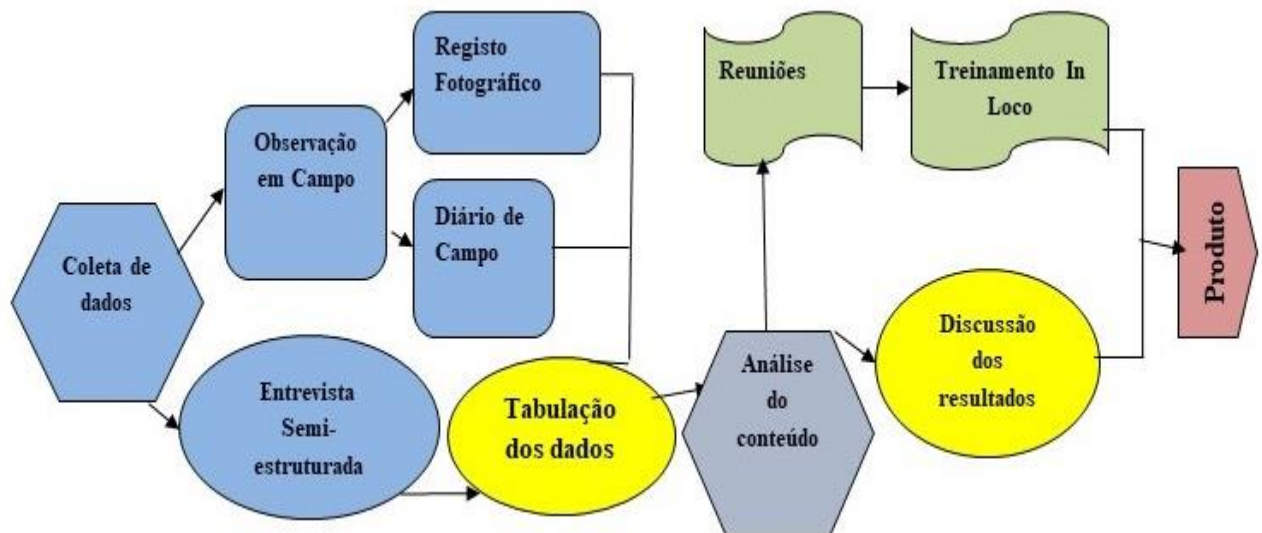 Coleta de
dados
Observação
em Campo
Registo
Fotográfico
Diário de
Campo
Entrevista
Semi-
estruturada
Tabulação
dos dados
Análise
do
conteúdo
Reuniões
Treinamento In
Loco
Discussão
dos
resultados
Produto